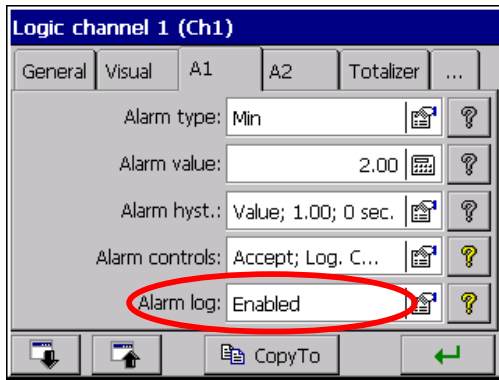 Logic channel 1 (Ch1)
General Visual A1 A2 Totalizer ...
Alarm type: Min
Alarm value: 2.00
Alarm hyst.: Value; 1.00; 0 sec.
Alarm controls: Accept; Log. C...
Alarm log: Enabled
CopyTo